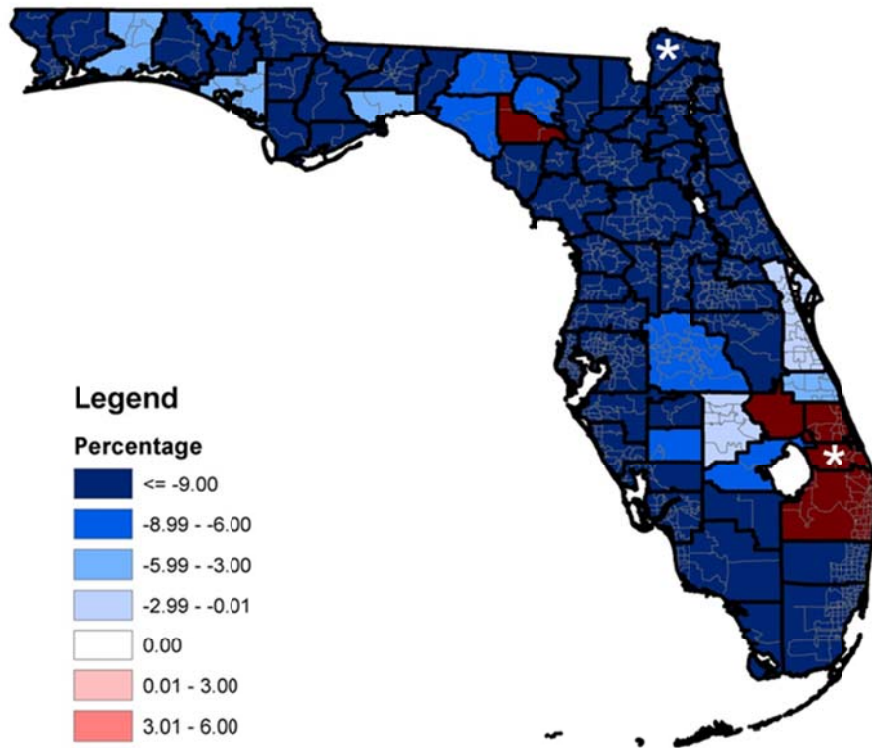 *
*
Legend
Percentage
<= -9.00
-8.99 - -6.00
-5.99 - -3.00
-2.99 - -0.01
0.00
0.01 - 3.00
3.01 - 6.00